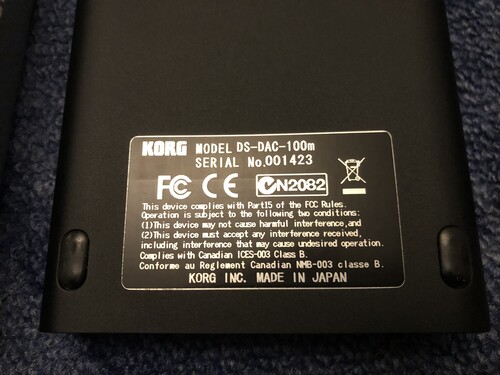 KORG MODEL DS-DAC-100m
SERIAL No.001423
FC CE N2082
This device complies with Part15 of the FCC Rules.
Operation is subject to the following two conditions:
(1)This device may not cause harmful interference,and
(2)This device must accept any interference received,
including interference that may cause undesired operation.
Complies with Canadian ICES-003 Class B.
Conforme au Reglement Canadian NMB-003 classe B.
KORG INC. MADE IN JAPAN